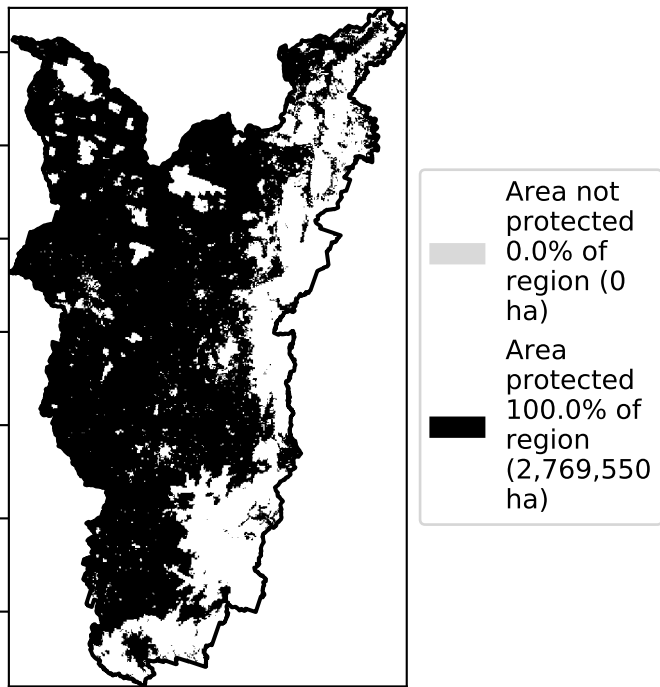 Area not
protected
0.0% of
region (0
ha)
Area
protected
100.0% of
region
(2,769,550
ha)